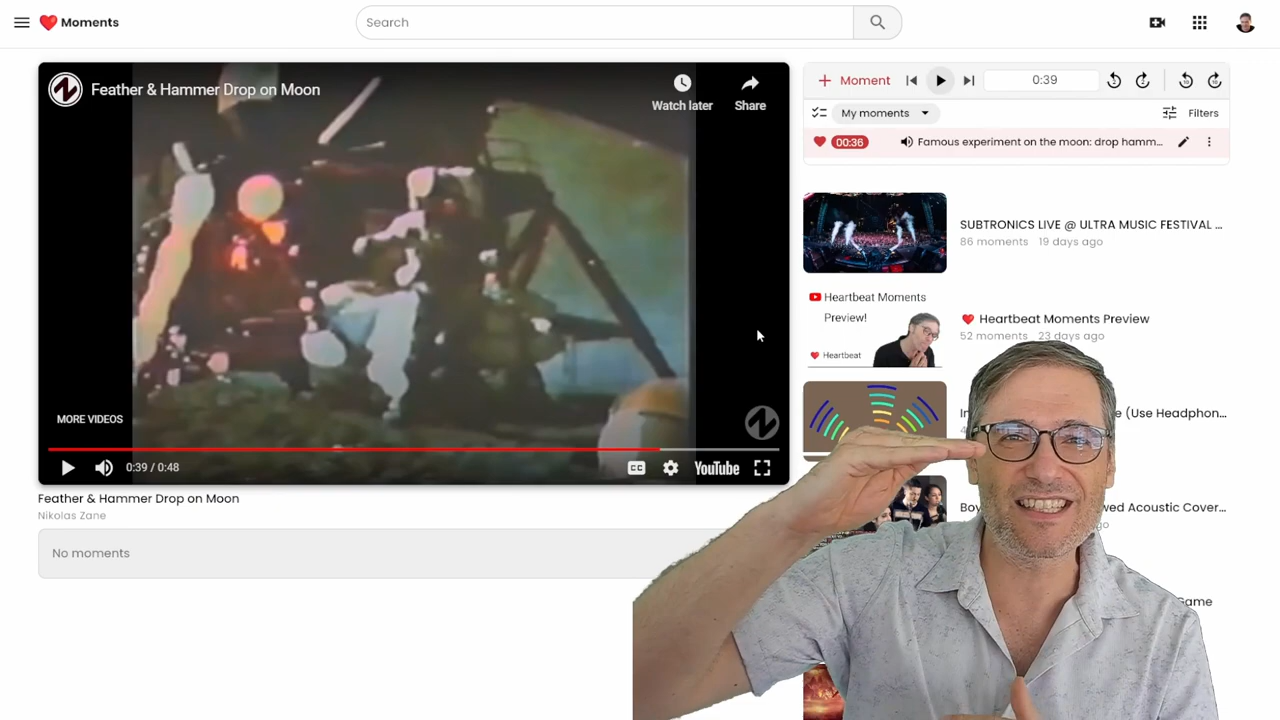 Moments
Search
Feather & Hammer Drop on Moon
Watch later
Share
MORE VIDEOS
0:39 / 0:48
CC
YouTube
Feather & Hammer Drop on Moon
Nikolas Zane
No moments
+ Moment
0:39
My moments
Filters
00:36
Famous experiment on the moon: drop hamm...
SUBTRONICS LIVE @ ULTRA MUSIC FESTIVAL ...
86 moments 19 days ago
Heartbeat Moments
Preview!
Heartbeat
Heartbeat Moments Preview
52 moments 23 days ago
(Use Headphon...
Acoustic Cover...